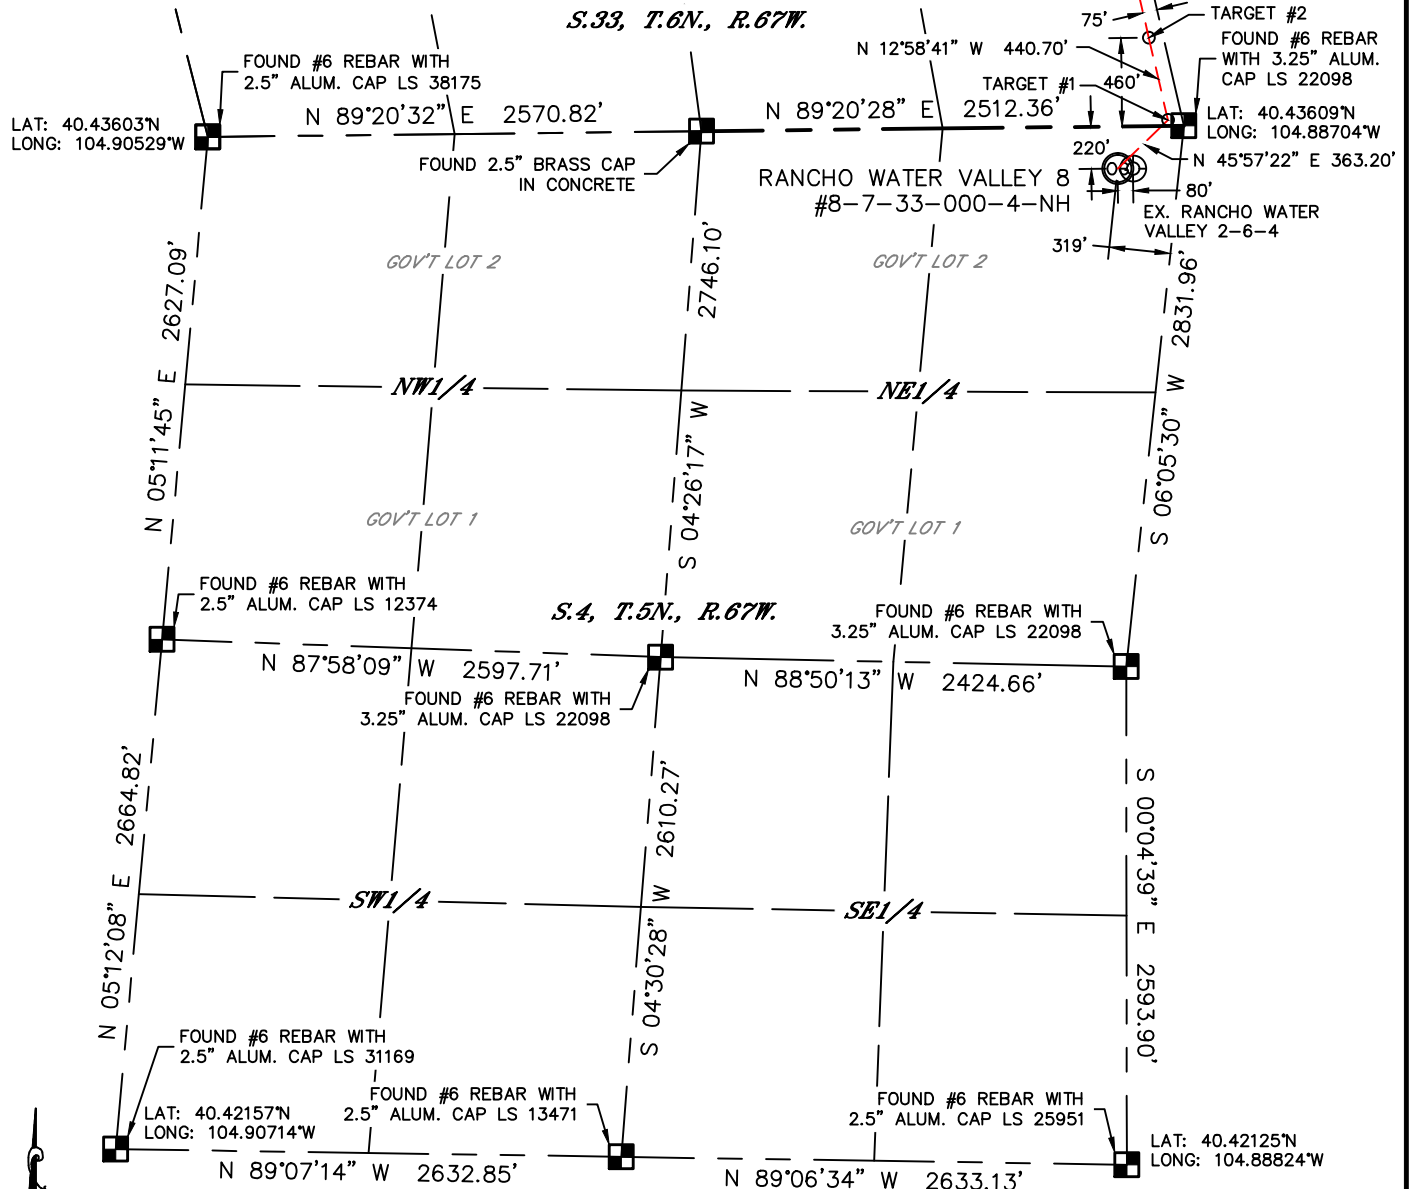 S.33, T.6N., R.67W.
75'
TARGET #2
FOUND #6 REBAR
WITH 3.25" ALUM.
CAP LS 22098
N 12°58'41" W 440.70'
TARGET #1
460'
FOUND #6 REBAR WITH
2.5" ALUM. CAP LS 38175
N 89°20'32" E 2570.82'
N 89°20'28" E 2512.36'
LAT: 40.43603°N
LONG: 104.90529°W
LAT: 40.43609°N
LONG: 104.88704°W
FOUND 2.5" BRASS CAP
IN CONCRETE
220'
N 45°57'22" E 363.20'
RANCHO WATER VALLEY 8
#8-7-33-000-4-NH
80'
EX. RANCHO WATER
VALLEY 2-6-4
319'
GOV'T LOT 2
GOV'T LOT 2
N 05°11'45" E 2627.09'
S 04°26'17" W 2746.10'
S 06°05'30" W 2831.96'
NW1/4
NE1/4
GOV'T LOT 1
GOV'T LOT 1
FOUND #6 REBAR WITH
2.5" ALUM. CAP LS 12374
S.4, T.5N., R.67W.
FOUND #6 REBAR WITH
3.25" ALUM. CAP LS 22098
N 87°58'09" W 2597.71'
N 88°50'13" W 2424.66'
FOUND #6 REBAR WITH
3.25" ALUM. CAP LS 22098
N 05°12'08" E 2664.82'
S 04°30'28" W 2610.27'
S 00°04'39" E 2593.90'
SW1/4
SE1/4
FOUND #6 REBAR WITH
2.5" ALUM. CAP LS 31169
FOUND #6 REBAR WITH
2.5" ALUM. CAP LS 13471
FOUND #6 REBAR WITH
2.5" ALUM. CAP LS 25951
LAT: 40.42157°N
LONG: 104.90714°W
LAT: 40.42125°N
LONG: 104.88824°W
N 89°07'14" W 2632.85'
N 89°06'34" W 2633.13'